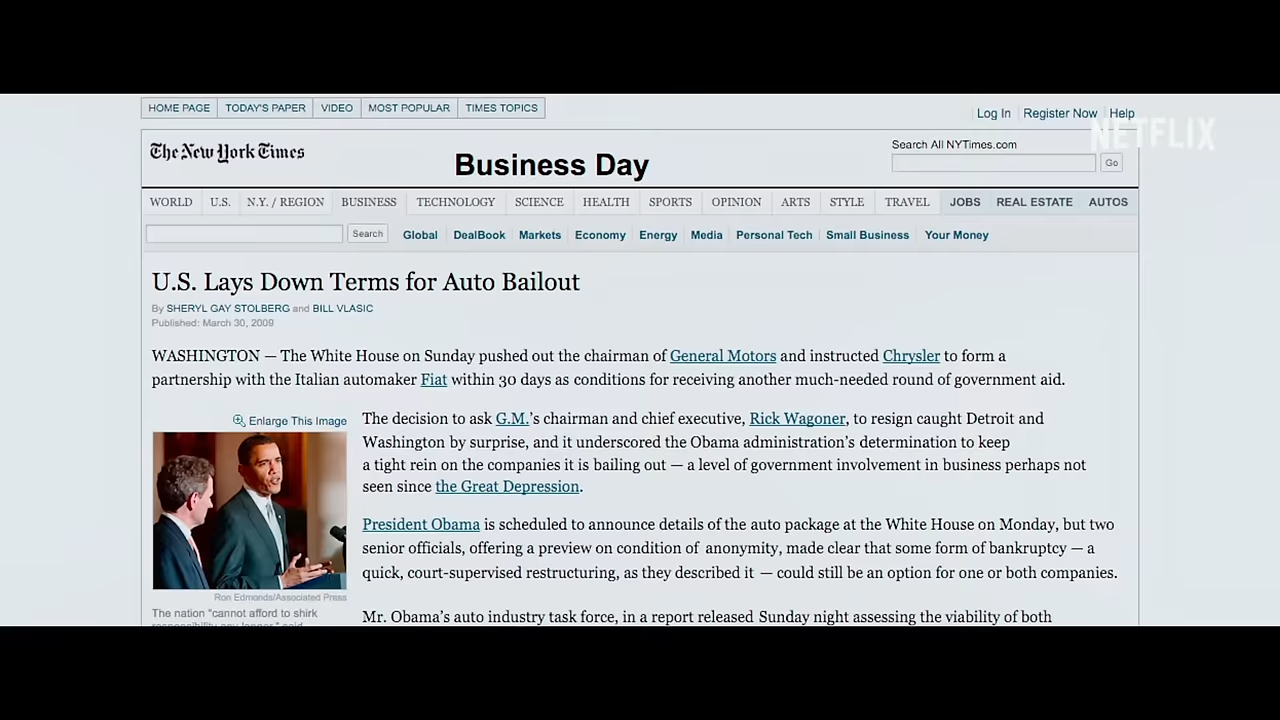 HOME PAGE TODAY'S PAPER VIDEO MOST POPULAR TIMES TOPICS
Log In Register Now Help
NETFLIX
The New York Times
Business Day
Search All NYTimes.com
Go
WORLD U.S. N.Y. / REGION BUSINESS TECHNOLOGY SCIENCE HEALTH SPORTS OPINION ARTS STYLE TRAVEL JOBS REAL ESTATE AUTOS
Search Global DealBook Markets Economy Energy Media Personal Tech Small Business Your Money
U.S. Lays Down Terms for Auto Bailout
By SHERYL GAY STOLBERG and BILL VLASIC
Published: March 30, 2009
WASHINGTON — The White House on Sunday pushed out the chairman of General Motors and instructed Chrysler to form a
partnership with the Italian automaker Fiat within 30 days as conditions for receiving another much-needed round of government aid.
Enlarge This Image
The decision to ask G.M.'s chairman and chief executive, Rick Wagoner, to resign caught Detroit and
Washington by surprise, and it underscored the Obama administration's determination to keep
a tight rein on the companies it is bailing out — a level of government involvement in business perhaps not
seen since the Great Depression.
President Obama is scheduled to announce details of the auto package at the White House on Monday, but two
senior officials, offering a preview on condition of anonymity, made clear that some form of bankruptcy — a
quick, court-supervised restructuring, as they described it — could still be an option for one or both companies.
Ron Edmonds/Associated Press
The nation "cannot afford to shirk
responsibility any longer," said
Mr. Obama's auto industry task force, in a report released Sunday night assessing the viability of both